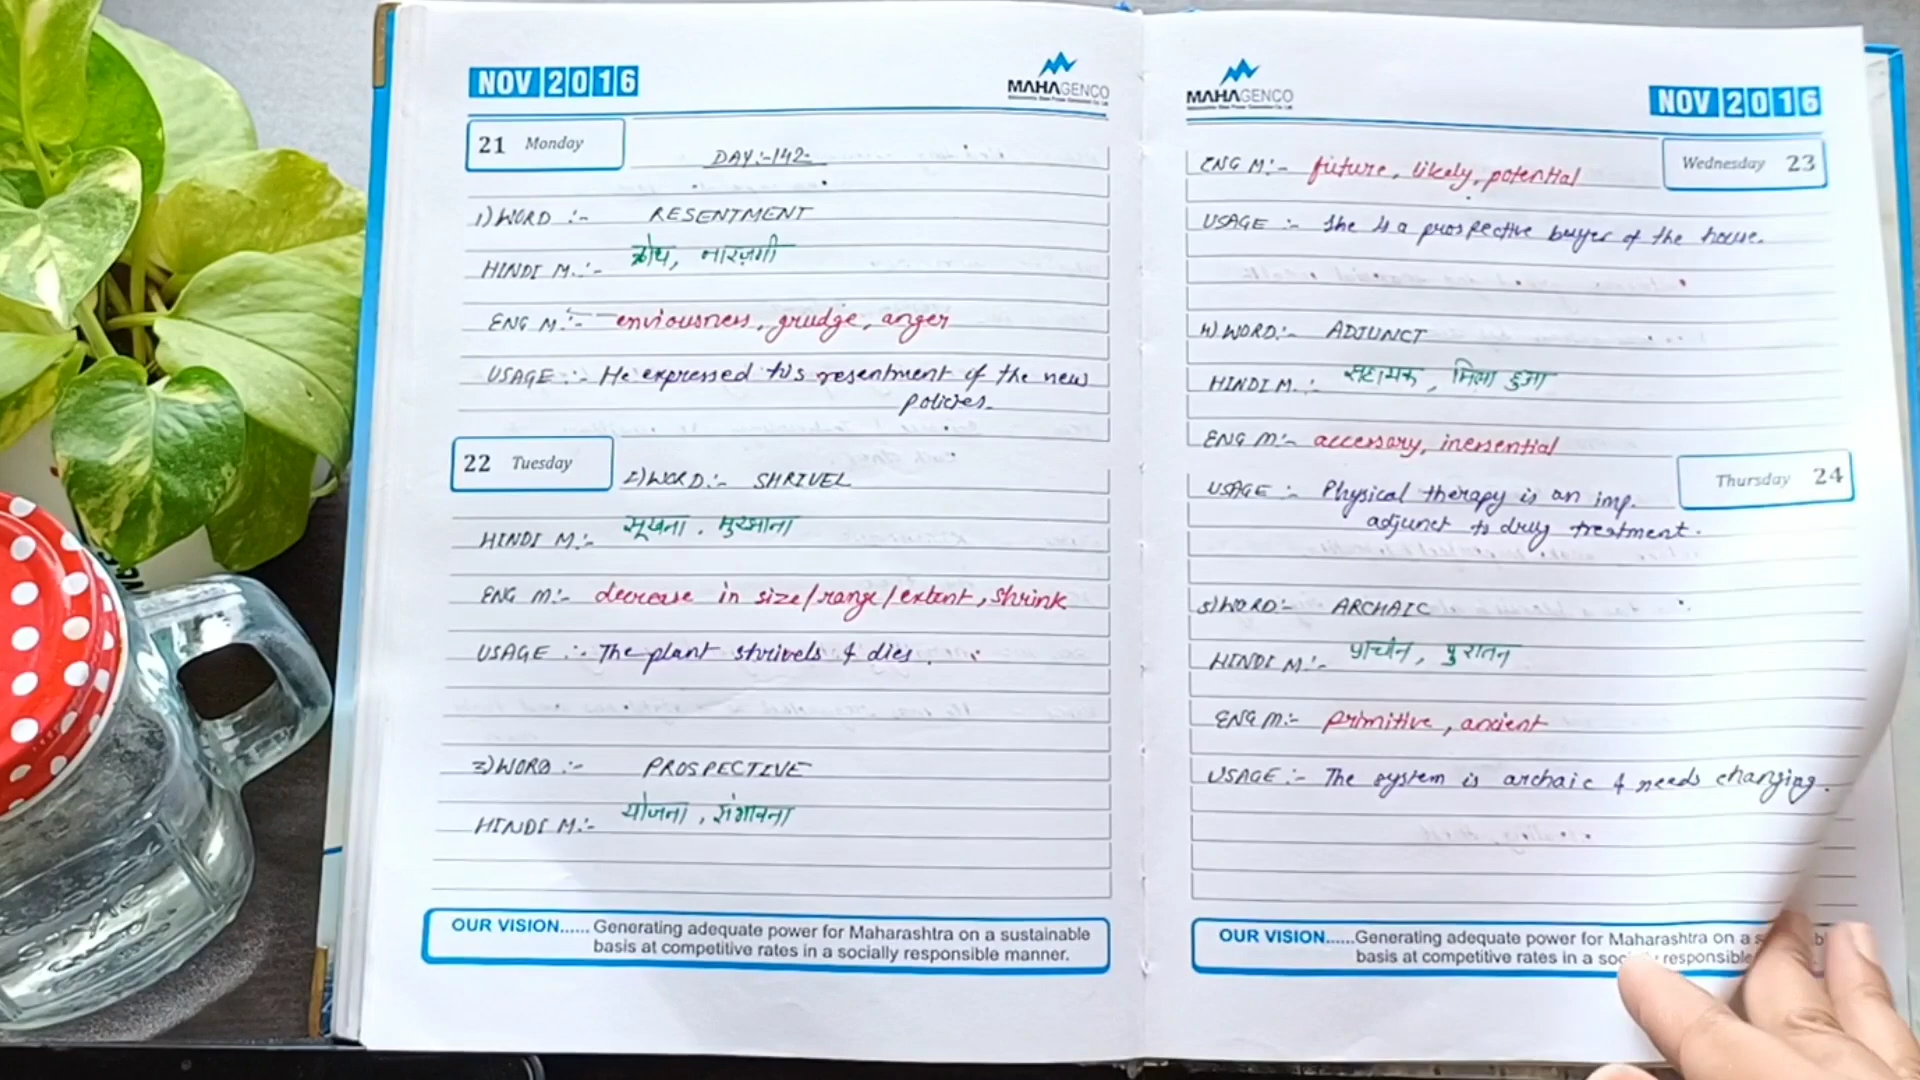 NOV 2016
MAHAGENCO
21 Monday
DAY:-142-
1) WORD :- RESENTMENT
HINDI M.:- क्रोध, नाराज़गी
ENG M:- enviousness, grudge, anger
USAGE :- He expressed his resentment of the new
policies.
22 Tuesday
2) WORD:- SHRIVEL
HINDI M:- सूखना, मुरझाना
ENG M:- decrease in size/range/extent, shrink
USAGE :- The plant shrivels & dies.
3) WORD :- PROSPECTIVE
HINDI M:- योजना, संभावना
OUR VISION...... Generating adequate power for Maharashtra on a sustainable
basis at competitive rates in a socially responsible manner.
MAHAGENCO
NOV 2016
Wednesday 23
ENG M:- future, likely, potential
USAGE :- She is a prospective buyer of the house.
4) WORD:- ADJUNCT
HINDI M.:- सहायक, मिला हुआ
ENG M:- accessory, inessential
Thursday 24
USAGE :- Physical therapy is an imp.
adjunct to drug treatment.
5) WORD:- ARCHAIC
HINDI M:- प्राचीन, पुरातन
ENG M:- primitive, ancient
USAGE :- The system is archaic & needs changing.
OUR VISION......Generating adequate power for Maharashtra on a
basis at competitive rates in a responsible